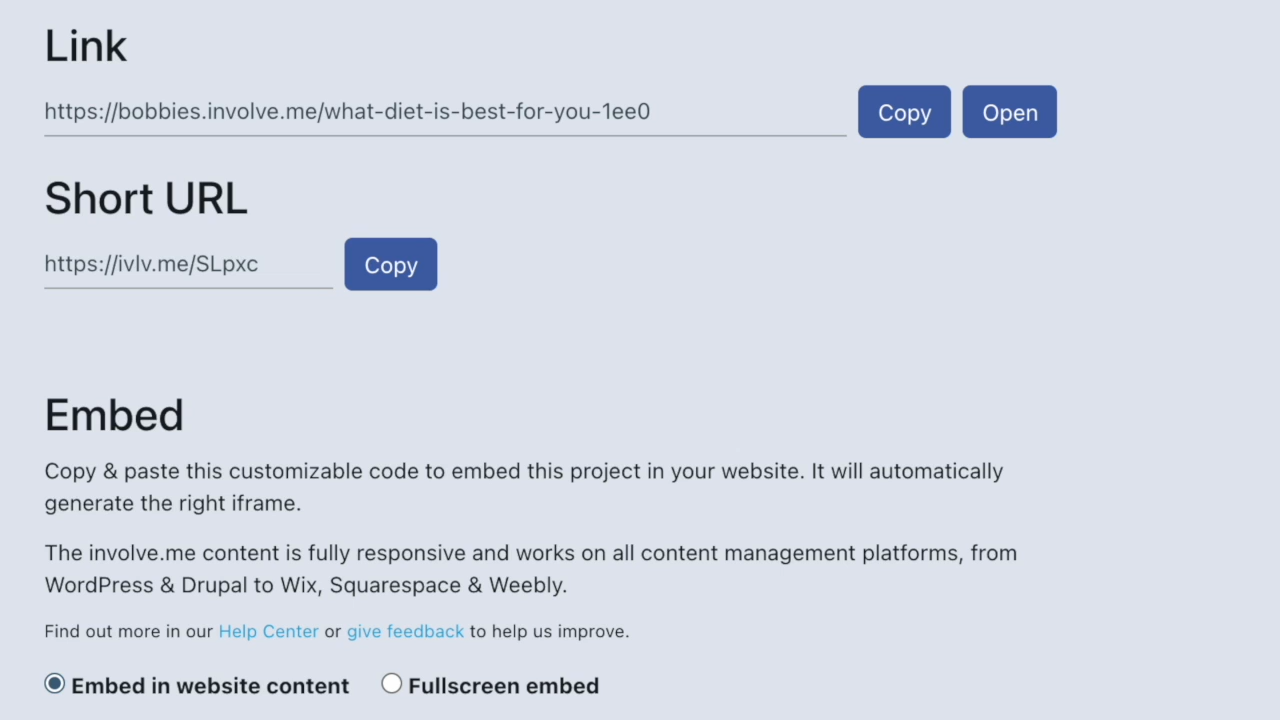 Link
https://bobbies.involve.me/what-diet-is-best-for-you-1ee0
Copy
Open
Short URL
https://ivlv.me/SLpxc
Copy
Embed
Copy & paste this customizable code to embed this project in your website. It will automatically
generate the right iframe.
The involve.me content is fully responsive and works on all content management platforms, from
WordPress & Drupal to Wix, Squarespace & Weebly.
Find out more in our Help Center or give feedback to help us improve.
Embed in website content
Fullscreen embed